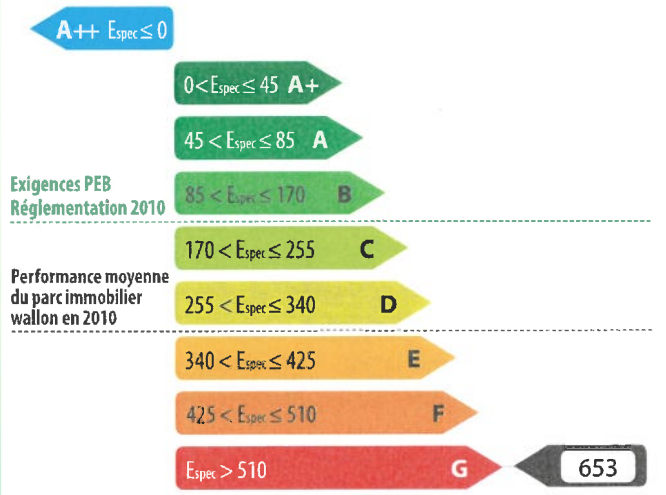 A++ Espec ≤ 0
0 < Espec ≤ 45 A+
45 < Espec ≤ 85 A
Exigences PEB
Réglementation 2010
85 < Espec ≤ 170 B
170 < Espec ≤ 255 C
Performance moyenne
du parc immobilier
wallon en 2010
255 < Espec ≤ 340 D
340 < Espec ≤ 425 E
425 < Espec ≤ 510 F
Espec > 510 G
653